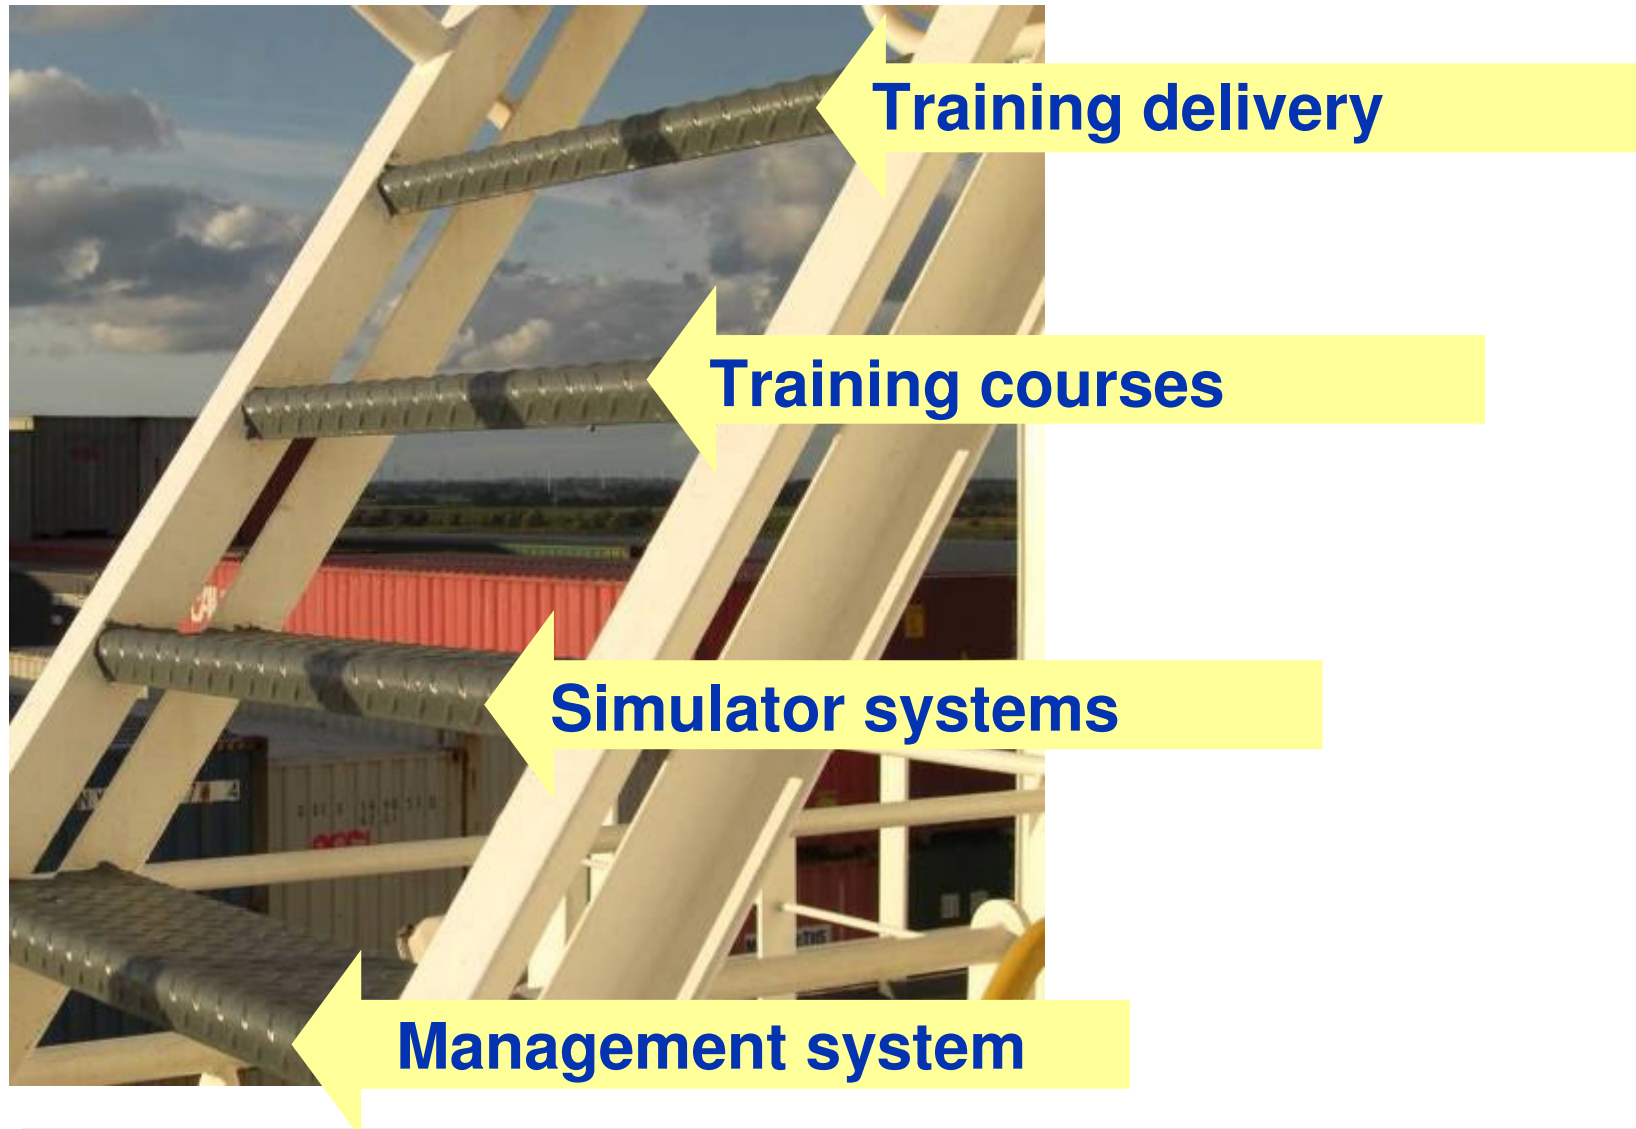 Training delivery
Training courses
Simulator systems
Management system